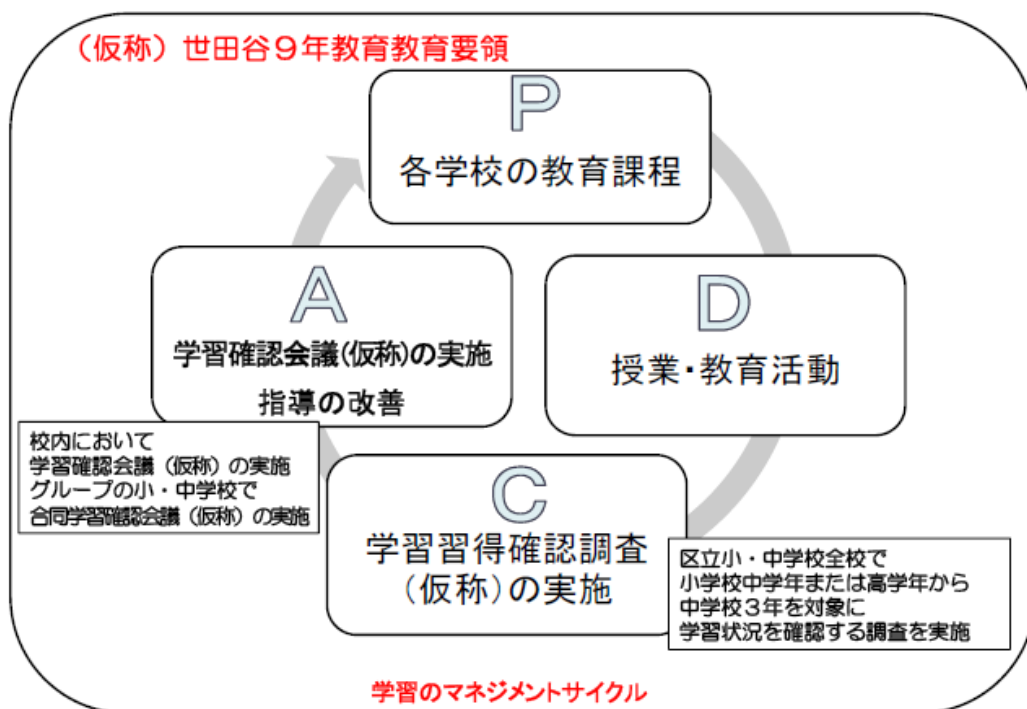 （仮称）世田谷９年教育教育要領
P
各学校の教育課程
D
授業・教育活動
C
学習習得確認調査
（仮称）の実施
区立小・中学校全校で
小学校中学年または高学年から
中学校３年を対象に
学習状況を確認する調査を実施
A
学習確認会議(仮称)の実施
指導の改善
校内において
学習確認会議（仮称）の実施
グループの小・中学校で
合同学習確認会議（仮称）の実施
学習のマネジメントサイクル